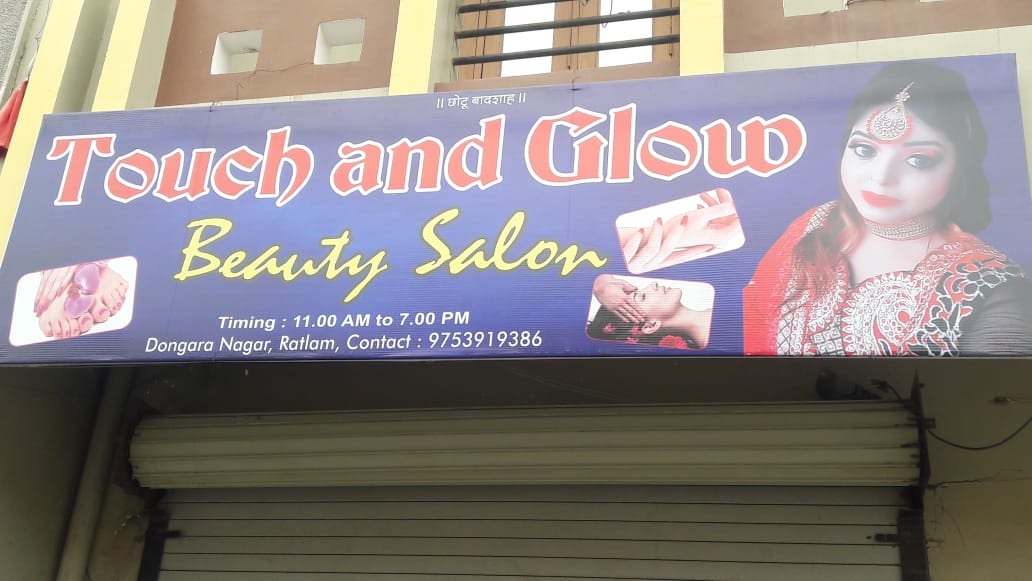 ॥ छोटू बादशाह ॥
Touch and Glow
Beauty Salon
Timing : 11.00 AM to 7.00 PM
Dongara Nagar, Ratlam, Contact : 9753919386